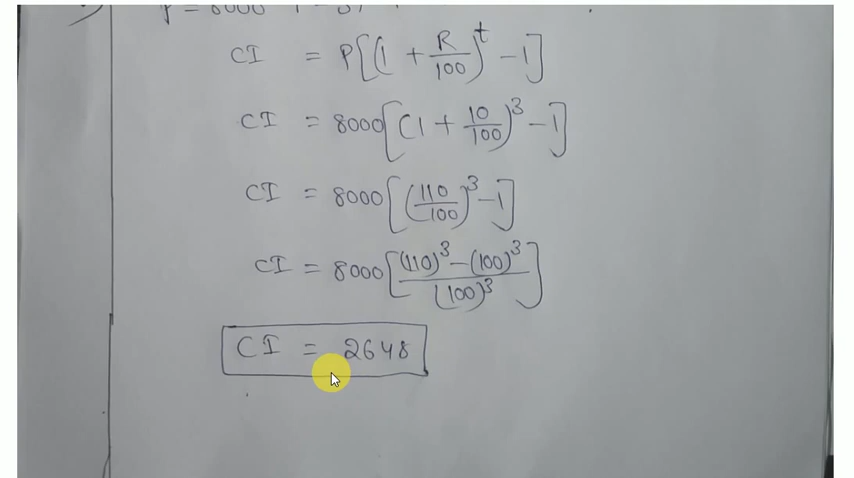 CI = P[(1 + R/100)^t - 1]
CI = 8000[(1 + 10/100)^3 - 1]
CI = 8000[(110/100)^3 - 1]
CI = 8000[((110)^3 - (100)^3)/(100)^3]
CI = 2648